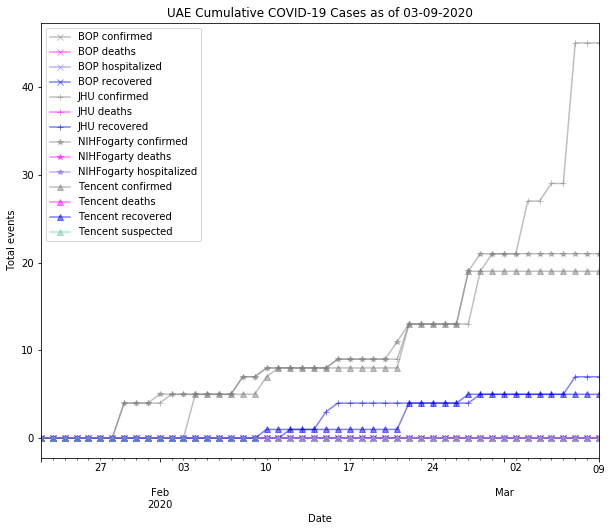 UAE Cumulative COVID-19 Cases as of 03-09-2020
BOP confirmed
BOP deaths
BOP hospitalized
BOP recovered
JHU confirmed
JHU deaths
JHU recovered
NIHFogarty confirmed
NIHFogarty deaths
NIHFogarty hospitalized
Tencent confirmed
Tencent deaths
Tencent recovered
Tencent suspected
Total events
40
30
20
10
0
27 03 10 17 24 02 09
Feb Mar
2020
Date